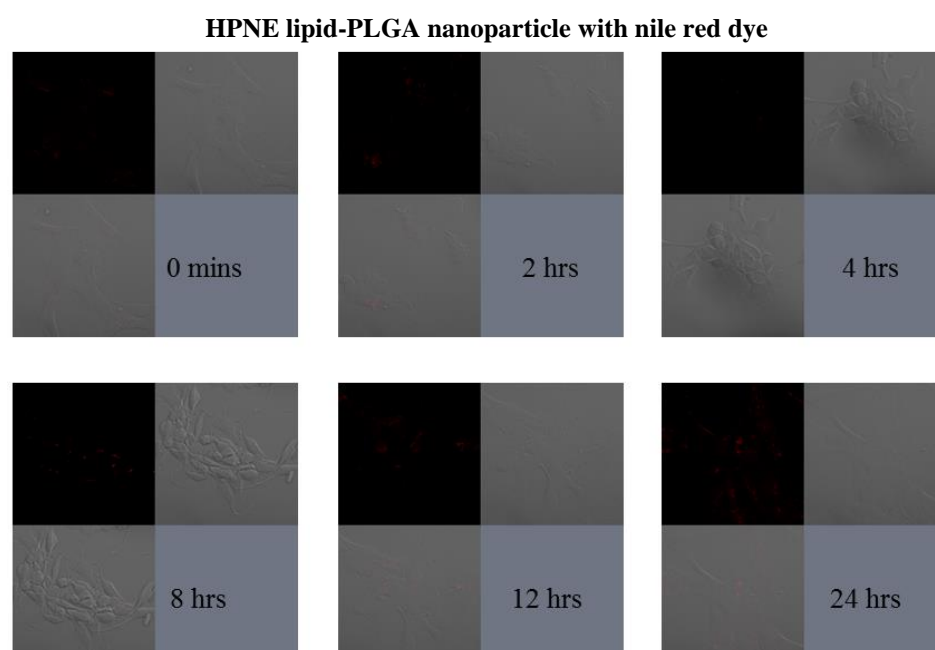 HPNE lipid-PLGA nanoparticle with nile red dye
0 mins
2 hrs
4 hrs
8 hrs
12 hrs
24 hrs